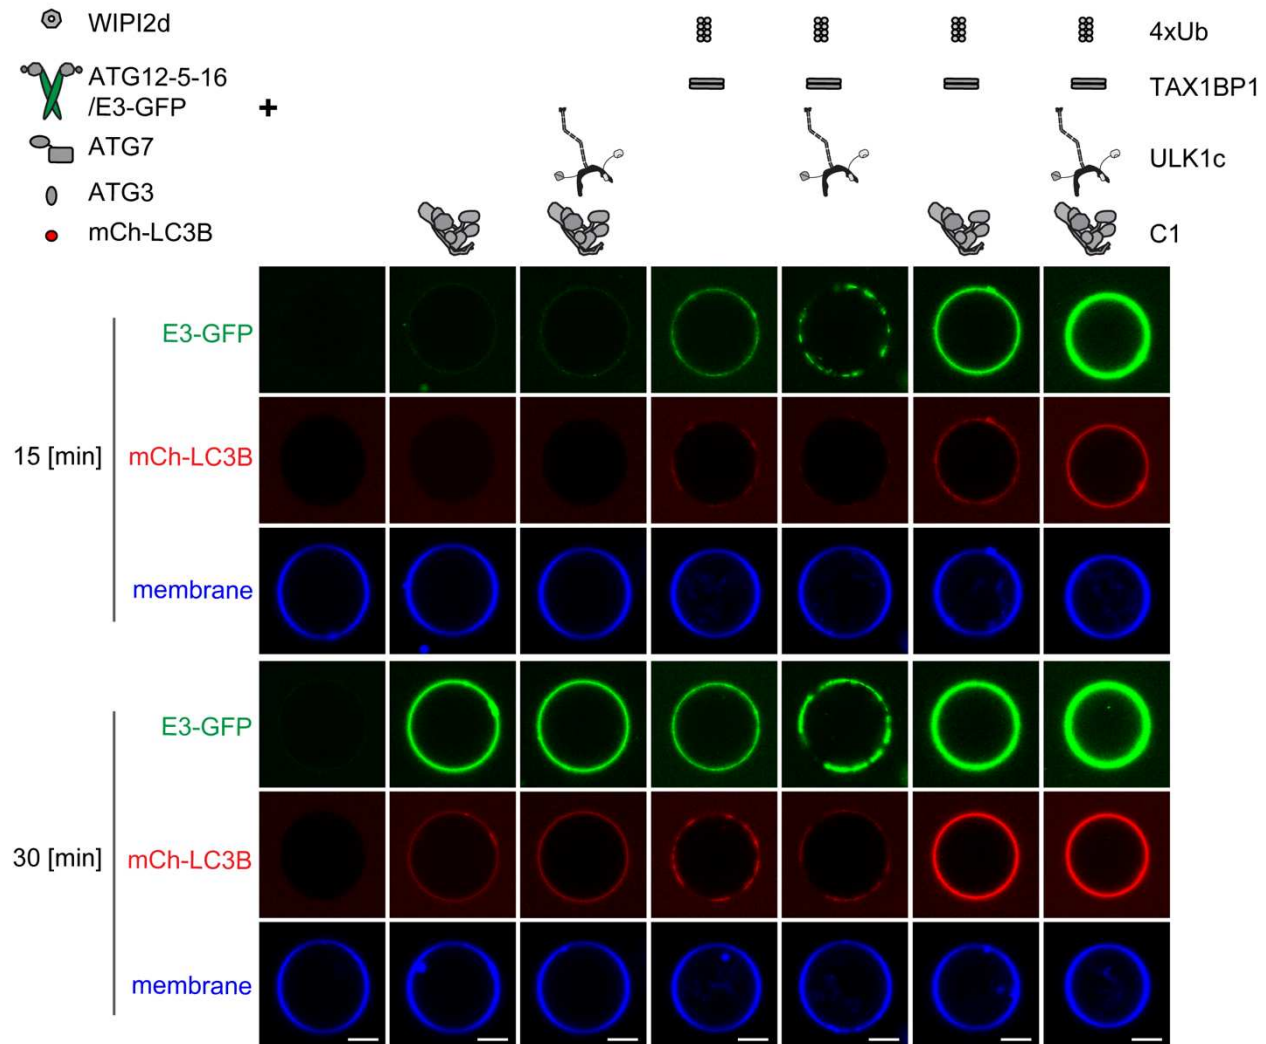 WIPI2d
ATG12-5-16
/E3-GFP
ATG7
ATG3
mCh-LC3B
+
4xUb
TAX1BP1
ULK1c
C1
15 [min]
E3-GFP
mCh-LC3B
membrane
30 [min]
E3-GFP
mCh-LC3B
membrane